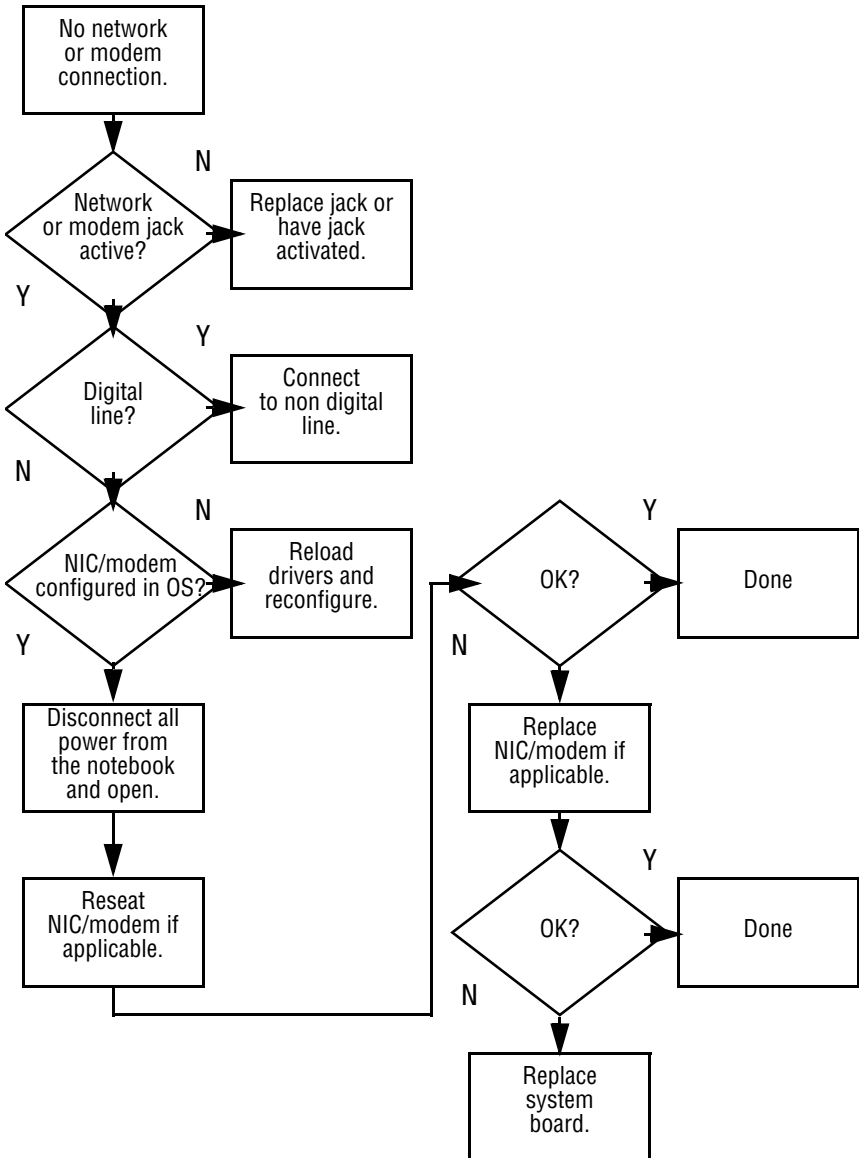 No network
or modem
connection.
N
Network
or modem jack
active?
Replace jack or
have jack
activated.
Y
Y
Digital
line?
Connect
to non digital
line.
N
N
NIC/modem
configured in OS?
Reload
drivers and
reconfigure.
Y
Disconnect all
power from
the notebook
and open.
Reseat
NIC/modem if
applicable.
Y
OK?
Done
N
Replace
NIC/modem if
applicable.
Y
OK?
Done
N
Replace
system
board.